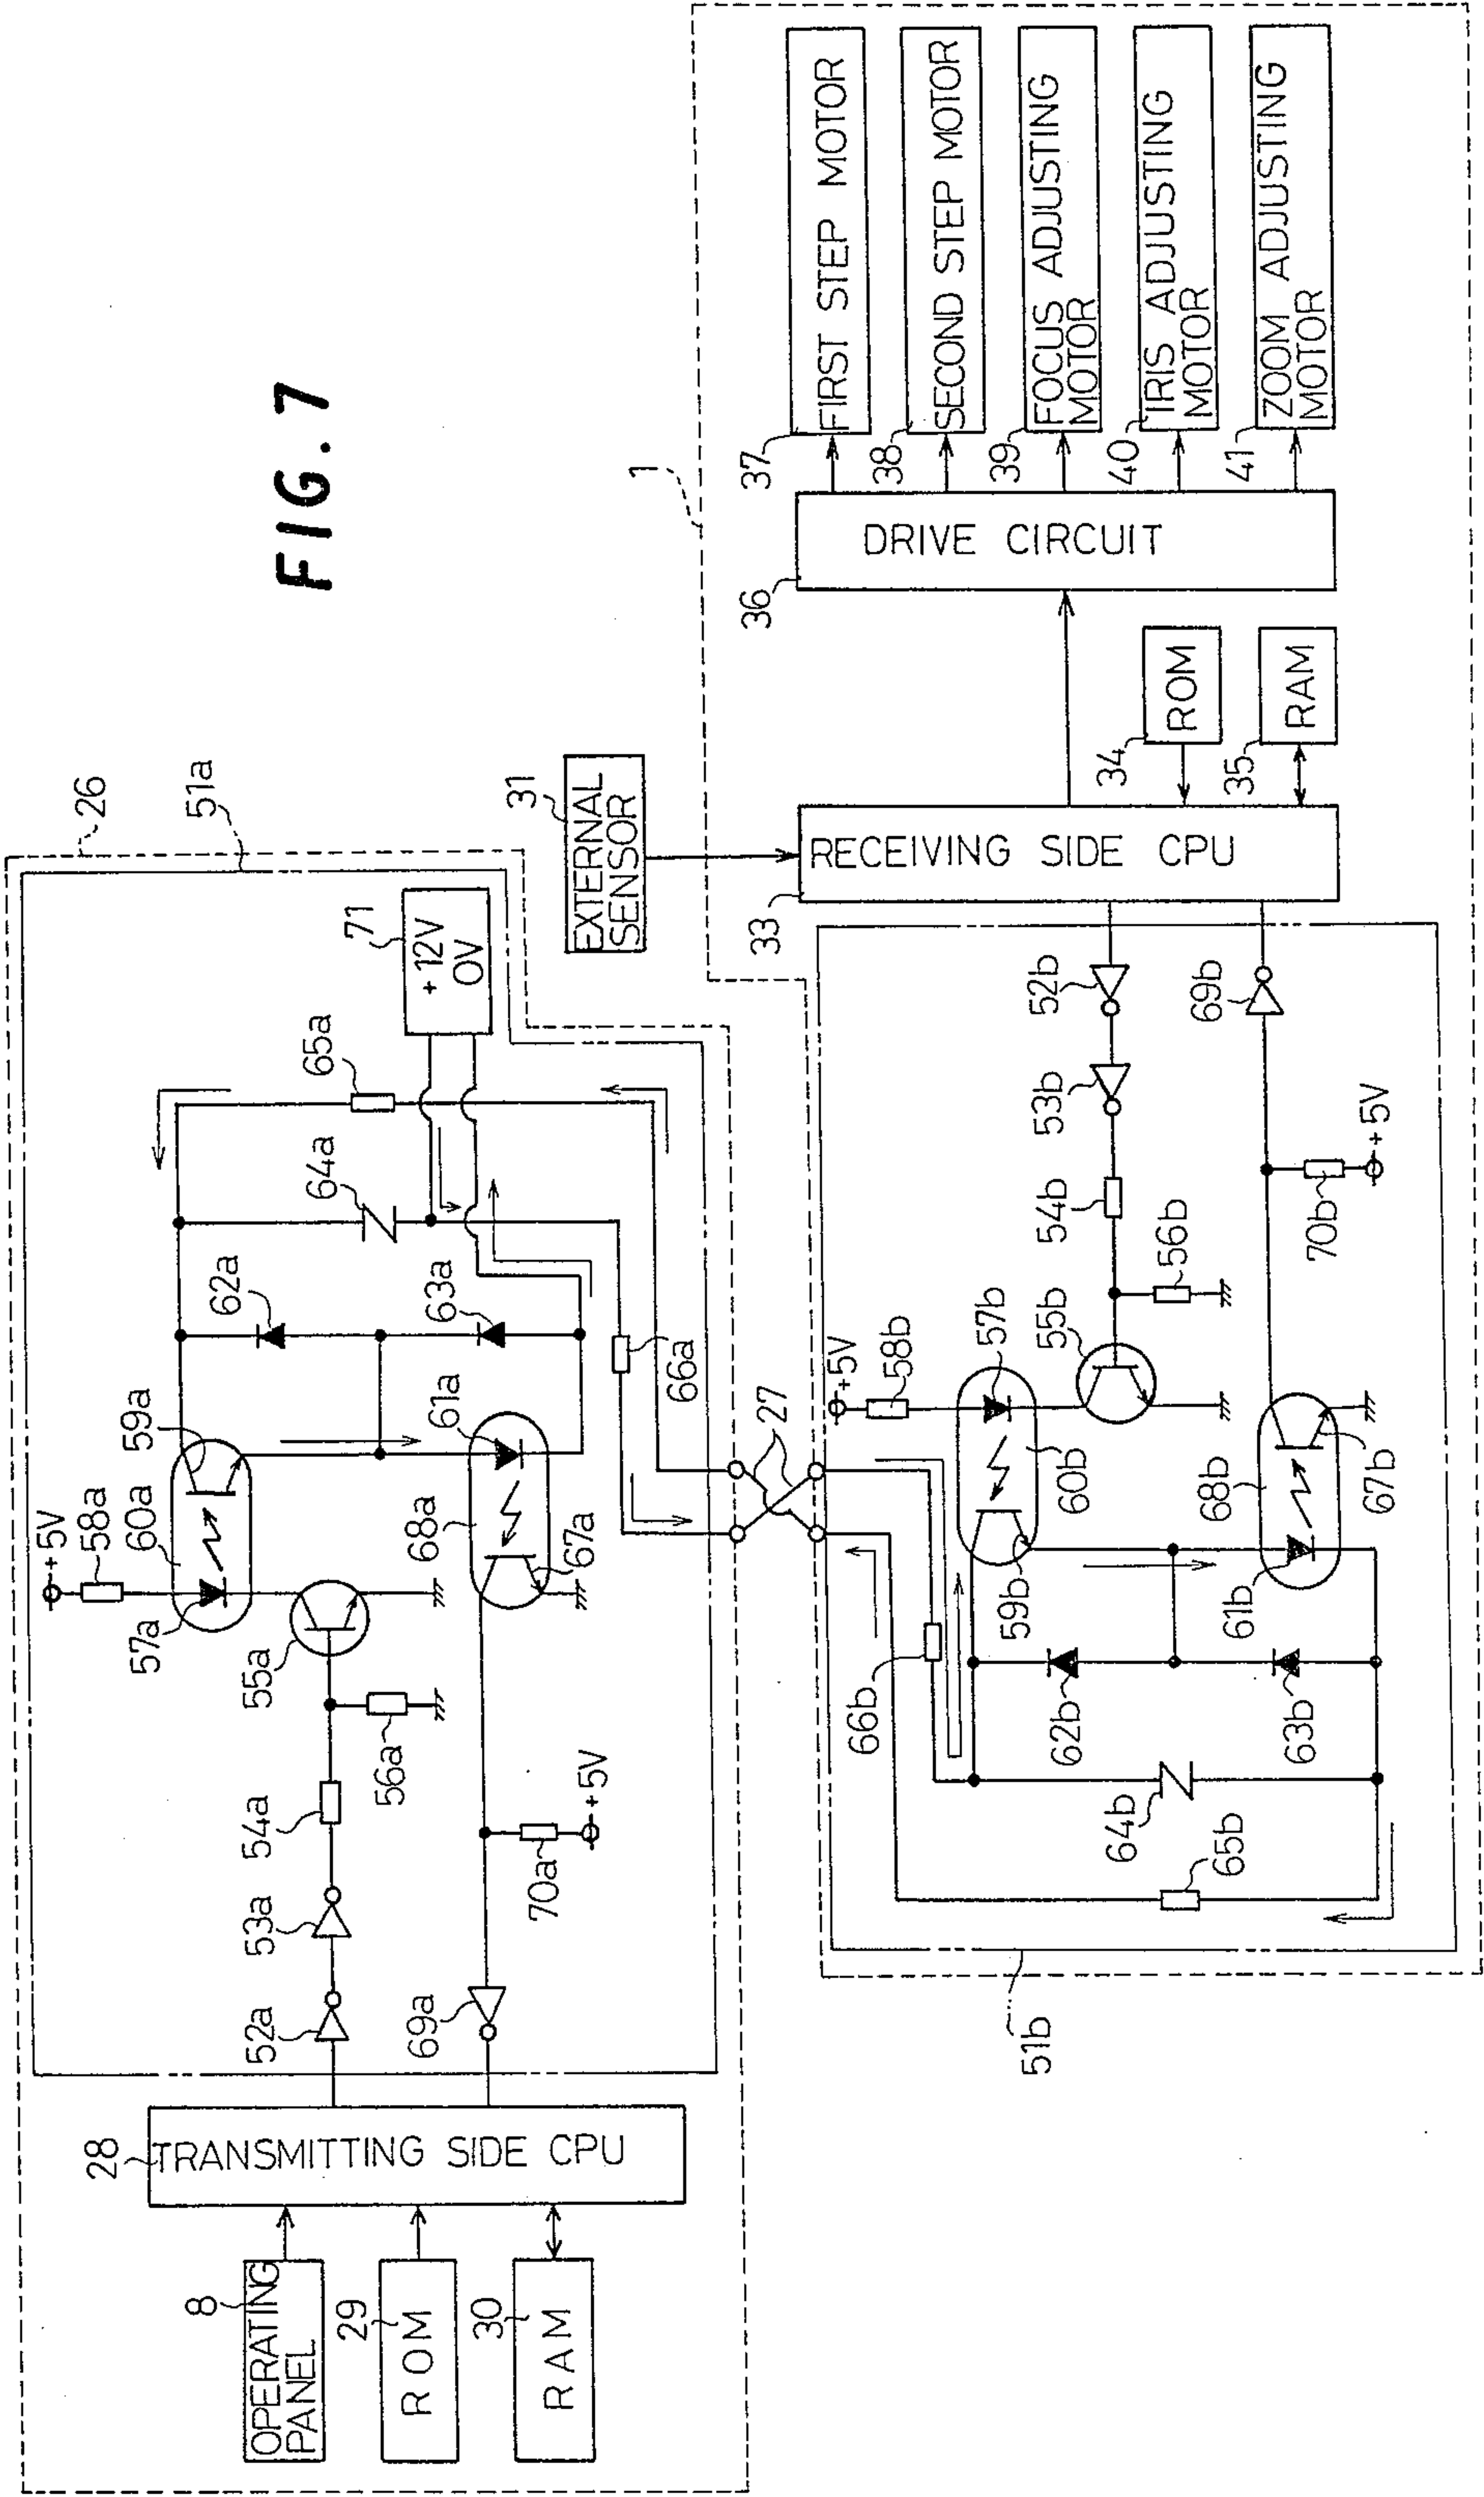 FIG. 7
26
51a
+5V
58a
60a
59a
57a
55a
62a
64a
65a
71
+12V
0V
63a
61a
66a
68a
67a
56a
54a
53a
52a
70a
+5V
69a
28
TRANSMITTING SIDE CPU
8
OPERATING
PANEL
29
ROM
30
RAM
31
EXTERNAL
SENSOR
27
1
33
RECEIVING SIDE CPU
34
ROM
35
RAM
36
DRIVE CIRCUIT
37
FIRST STEP MOTOR
38
SECOND STEP MOTOR
39
FOCUS ADJUSTING
MOTOR
40
IRIS ADJUSTING
MOTOR
41
ZOOM ADJUSTING
MOTOR
52b
53b
54b
56b
55b
57b
58b
+5V
60b
59b
66b
62b
63b
64b
65b
61b
68b
67b
69b
70b
+5V
51b